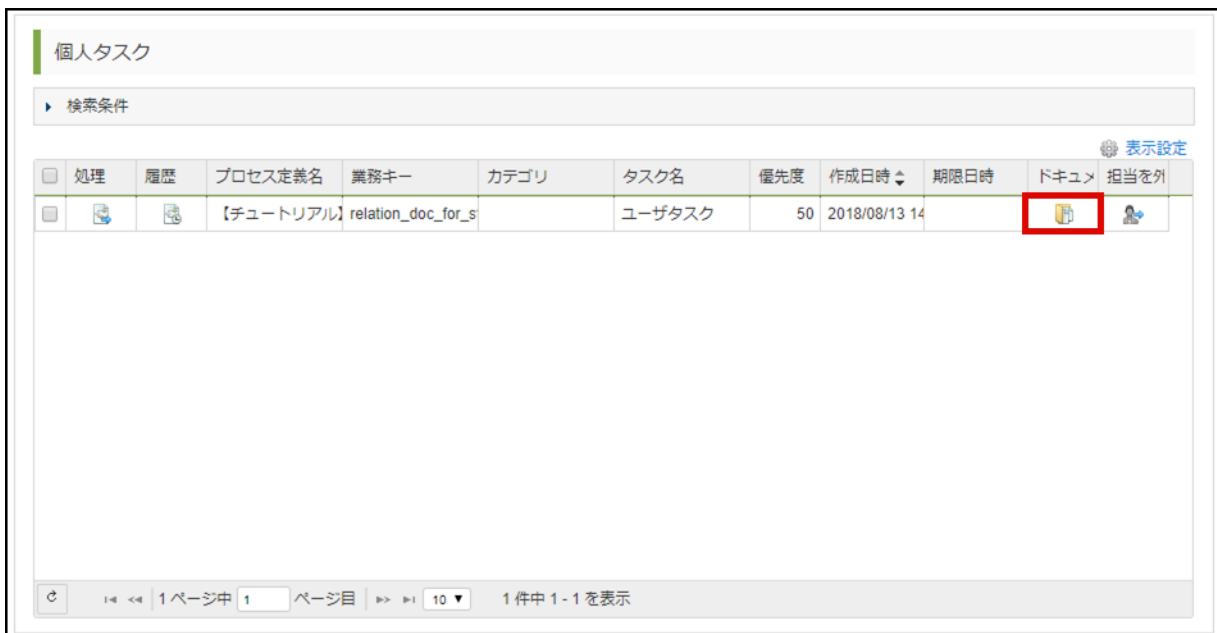 個人タスク
検索条件
表示設定
処理 履歴 プロセス定義名 業務キー カテゴリ タスク名 優先度 作成日時 期限日時 ドキュメ 担当を外
【チュートリアル】 relation_doc_for_s ユーザタスク 50 2018/08/13 14
1 ページ中 1 ページ目 10 1 件中 1 - 1 を表示